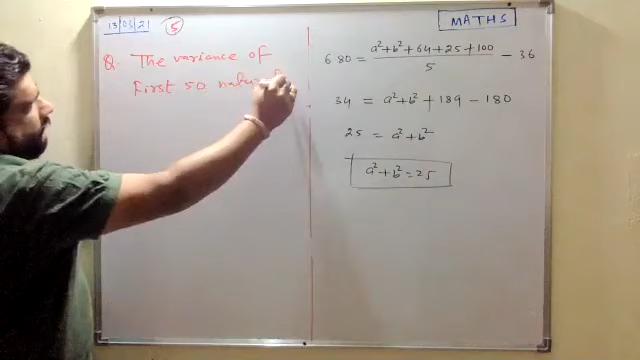 13/03/21 5
MATHS
Q. The variance of
First 50 natural
6.80 = a²+b²+64+25+100 / 5 - 36
34 = a²+b²+189-180
25 = a²+b²
a²+b²=25